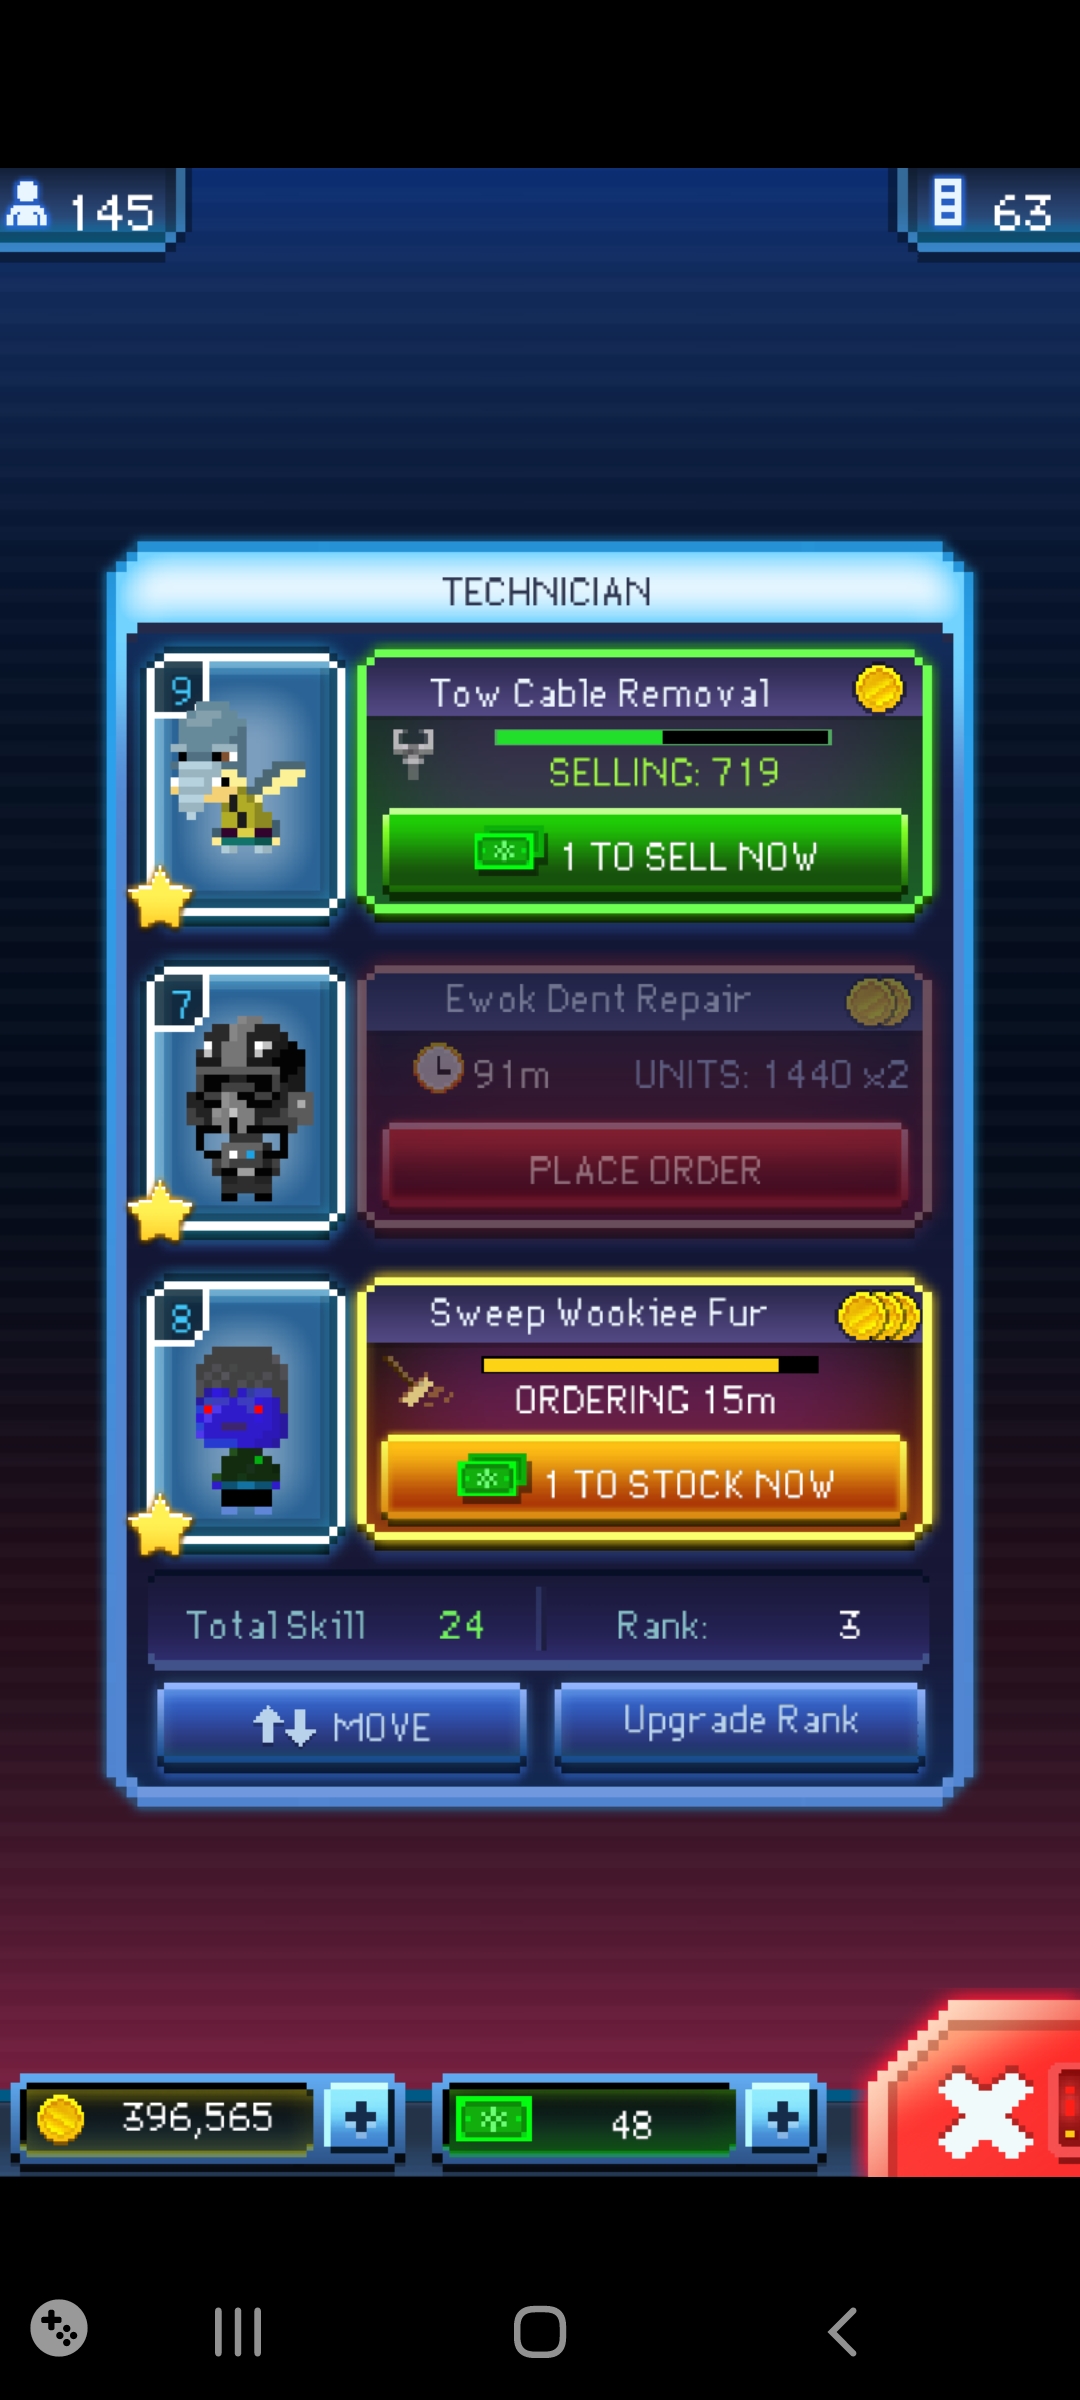 145
63
TECHNICIAN
9
Tow Cable Removal
SELLING: 719
1 TO SELL NOW
7
Ewok Dent Repair
91m UNITS: 1440 x2
PLACE ORDER
8
Sweep Wookiee Fur
ORDERING 15m
1 TO STOCK NOW
Total Skill 24 Rank: 3
MOVE Upgrade Rank
396,565 + 48 +